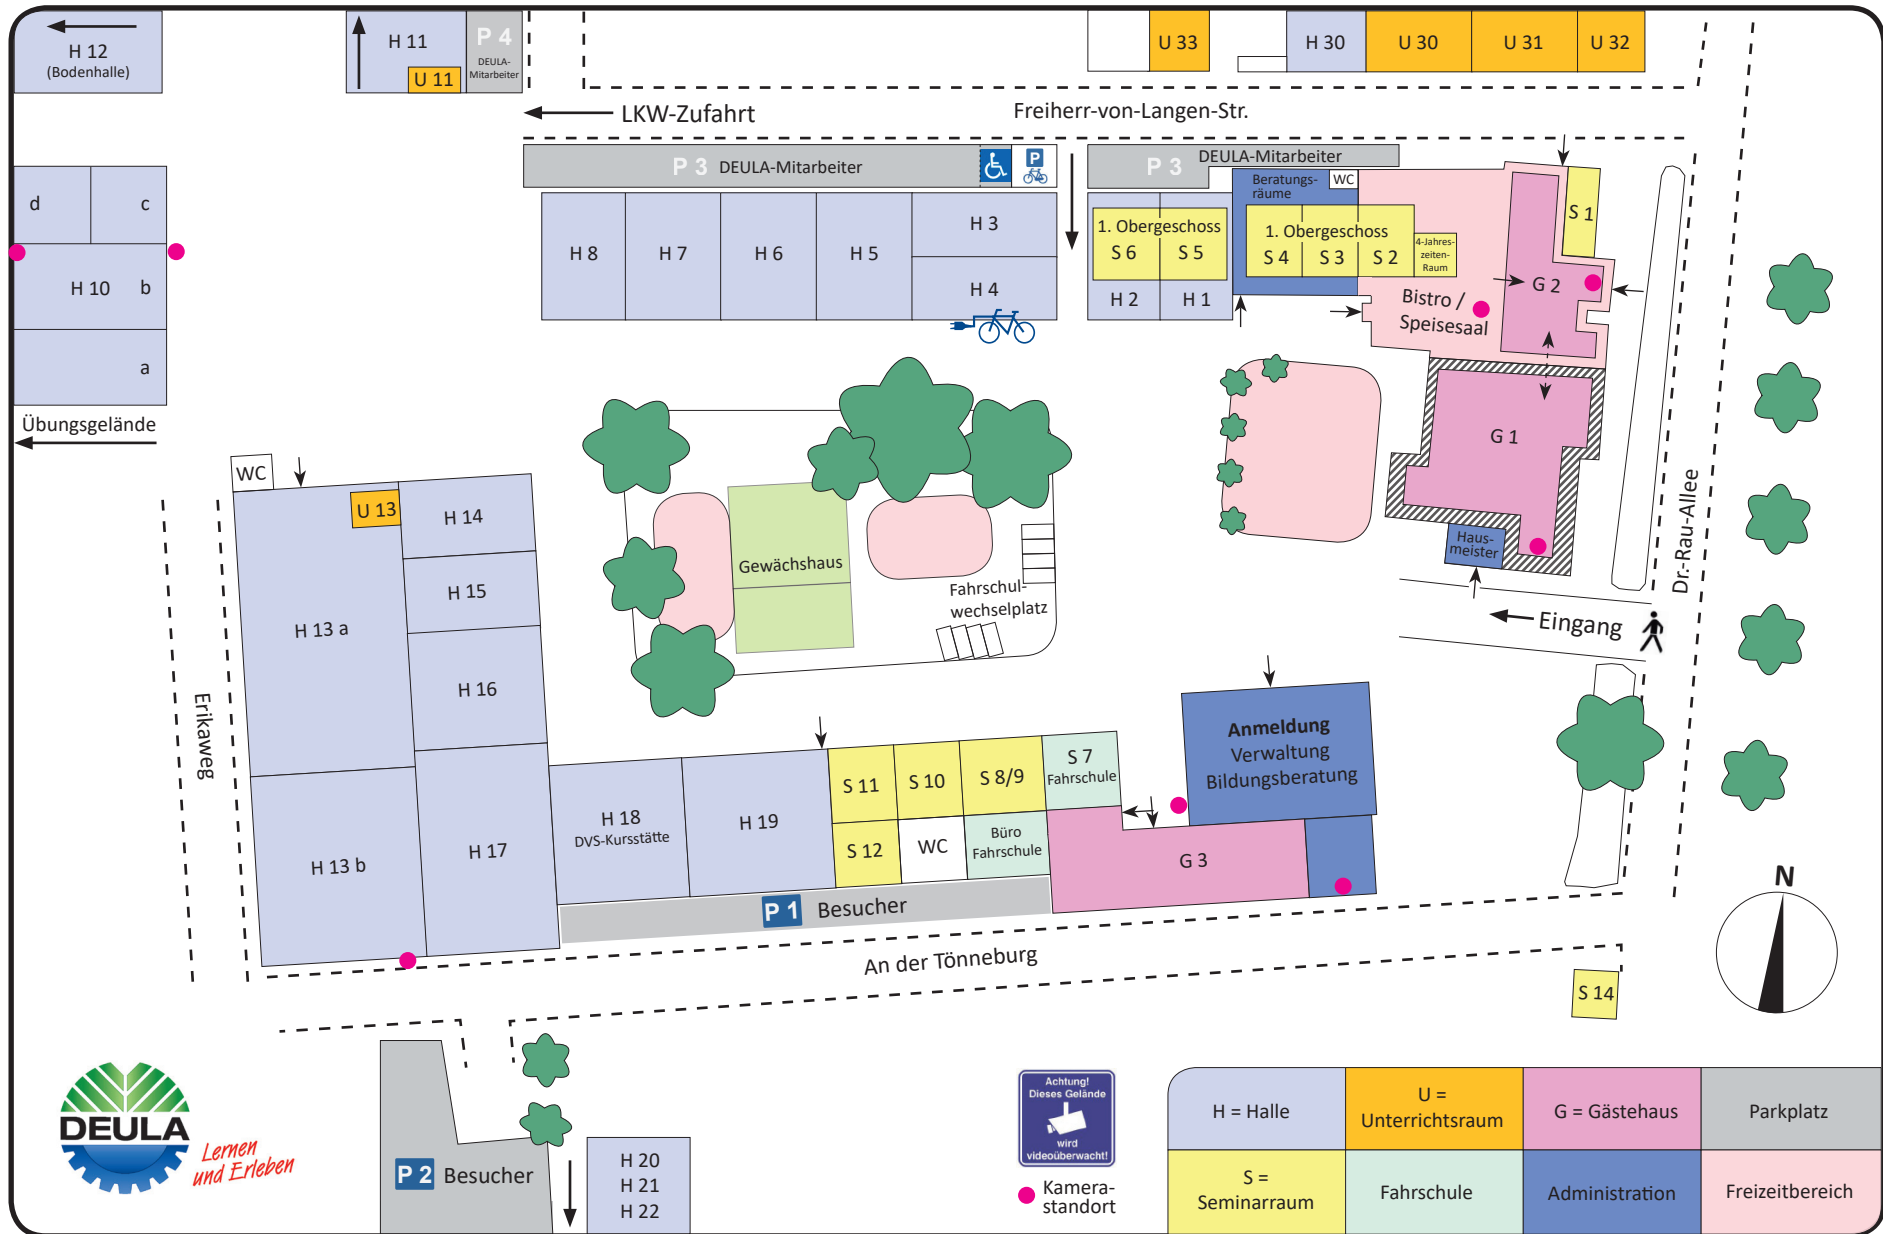 H 12
(Bodenhalle)
H 11
U 11
P 4
DEULA-
Mitarbeiter
U 33
H 30
U 30
U 31
U 32
LKW-Zufahrt
Freiherr-von-Langen-Str.
P 3 DEULA-Mitarbeiter
P
P 3
DEULA-Mitarbeiter
d
c
H 10
b
a
Übungsgelände
H 8
H 7
H 6
H 5
H 3
H 4
1. Obergeschoss
S 6
S 5
H 2
H 1
Beratungs-
räume
WC
1. Obergeschoss
S 4
S 3
S 2
4-Jahres-
zeiten-
Raum
S 1
G 2
Bistro /
Speisesaal
G 1
Haus-
meister
Dr.-Rau-Allee
Eingang
WC
U 13
H 13 a
H 14
H 15
H 16
H 13 b
H 17
Erikaweg
Gewächshaus
Fahrschul-
wechselplatz
H 18
DVS-Kursstätte
H 19
S 11
S 10
S 8/9
S 7
Fahrschule
S 12
WC
Büro
Fahrschule
G 3
Anmeldung
Verwaltung
Bildungsberatung
P 1 Besucher
An der Tönneburg
N
S 14
P 2 Besucher
H 20
H 21
H 22
DEULA
Lernen
und Erleben
Achtung!
Dieses Gelände
wird
videoüberwacht!
Kamera-
standort
H = Halle
U =
Unterrichtsraum
G = Gästehaus
Parkplatz
S =
Seminarraum
Fahrschule
Administration
Freizeitbereich